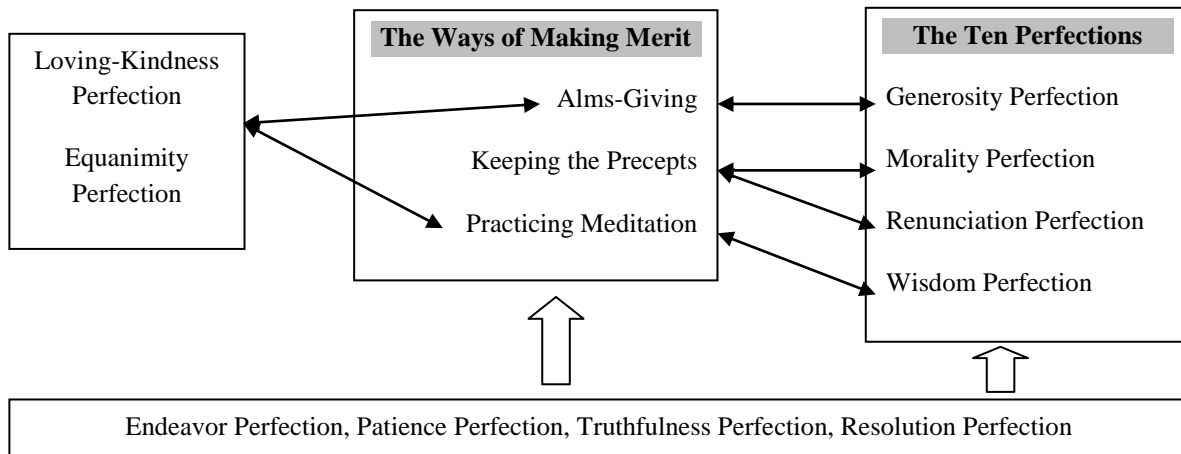 Loving-Kindness
Perfection
Equanimity
Perfection
The Ways of Making Merit
Alms-Giving
Keeping the Precepts
Practicing Meditation
The Ten Perfections
Generosity Perfection
Morality Perfection
Renunciation Perfection
Wisdom Perfection
Endeavor Perfection, Patience Perfection, Truthfulness Perfection, Resolution Perfection